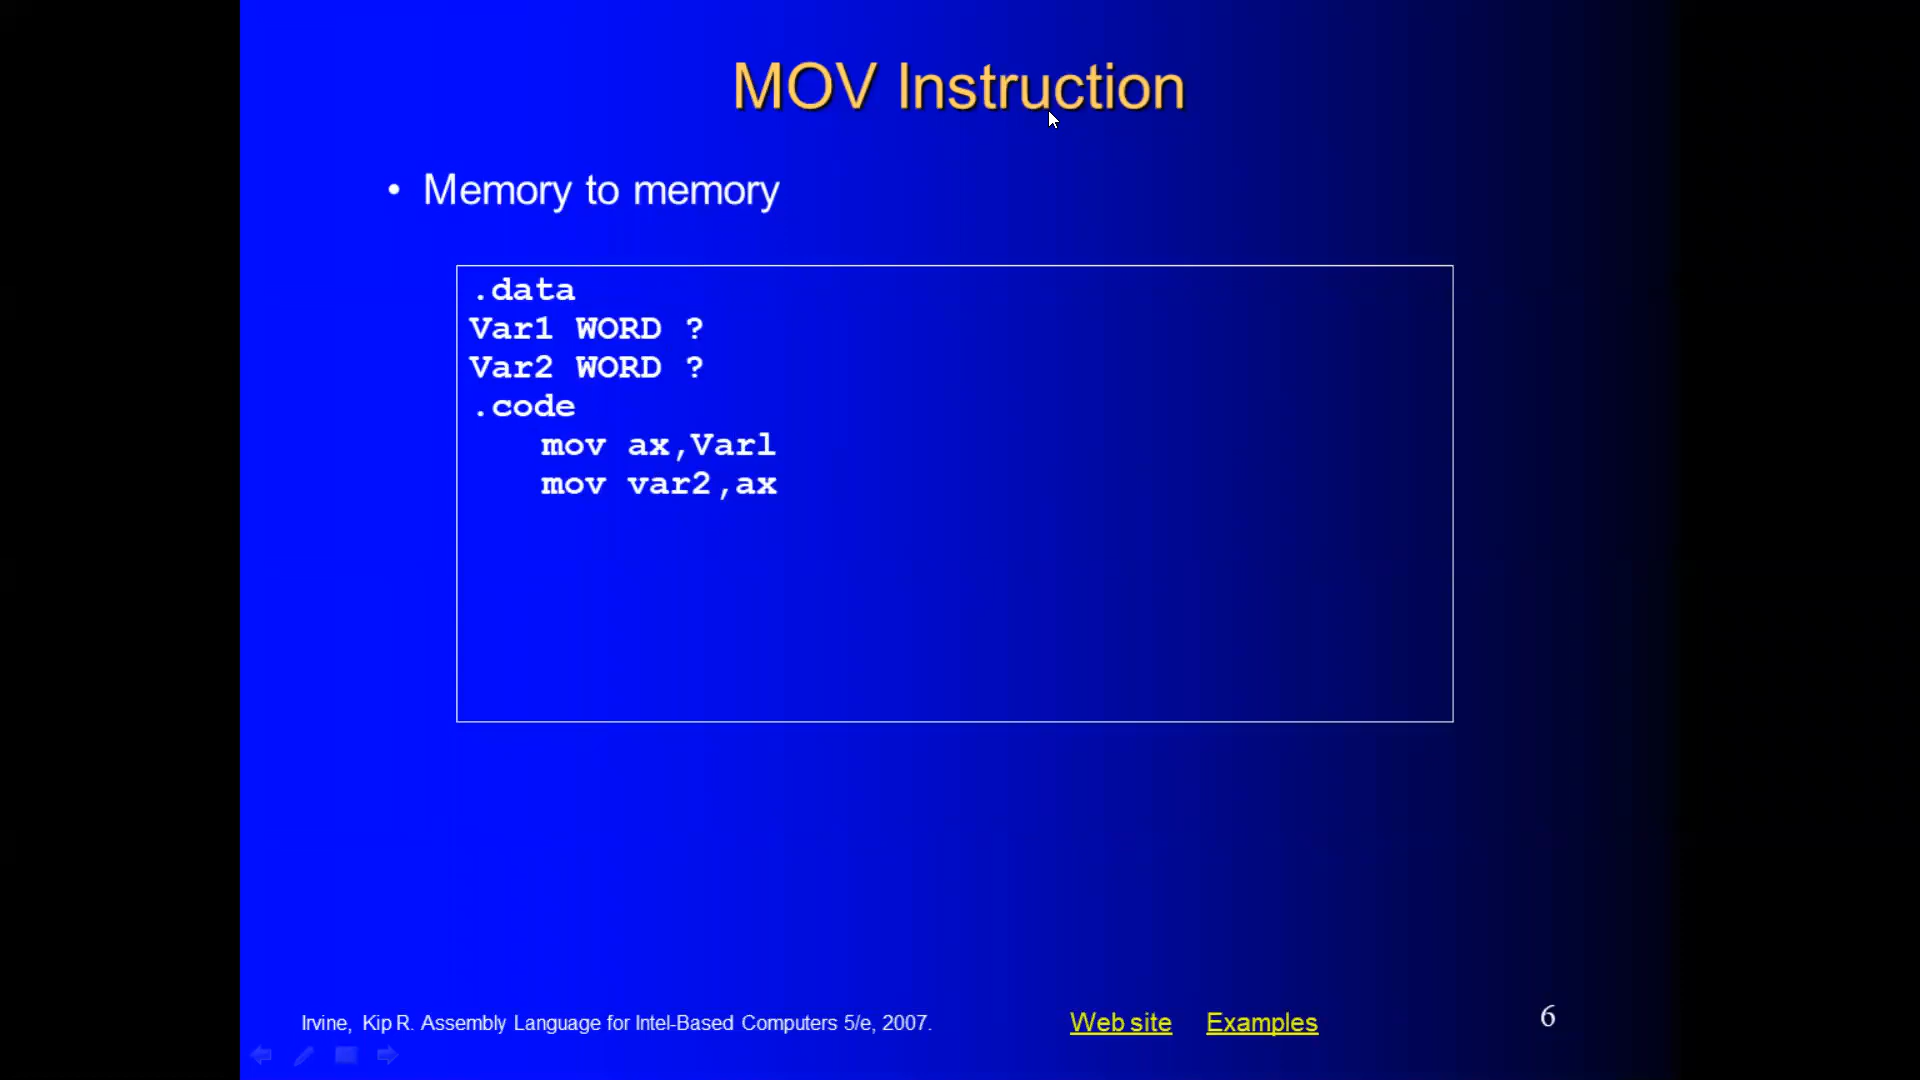 MOV Instruction
• Memory to memory
.data
Var1 WORD ?
Var2 WORD ?
.code
mov ax,Varl
mov var2,ax
Irvine, Kip R. Assembly Language for Intel-Based Computers 5/e, 2007.
Web site Examples
6